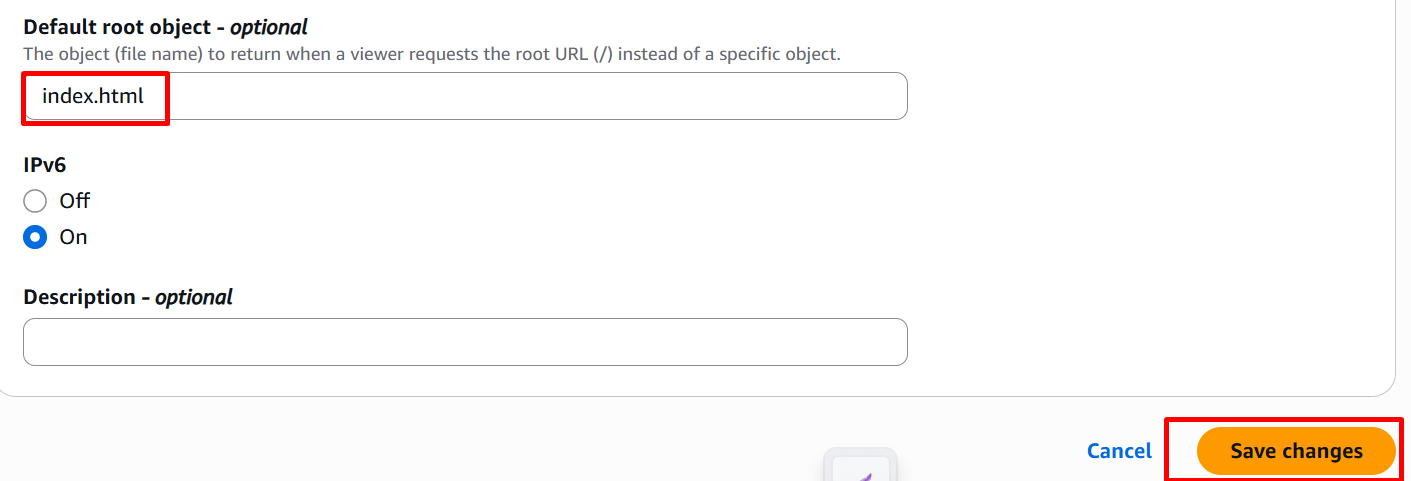 Default root object - optional
The object (file name) to return when a viewer requests the root URL (/) instead of a specific object.
index.html
IPv6
Off
On
Description - optional
Cancel
Save changes